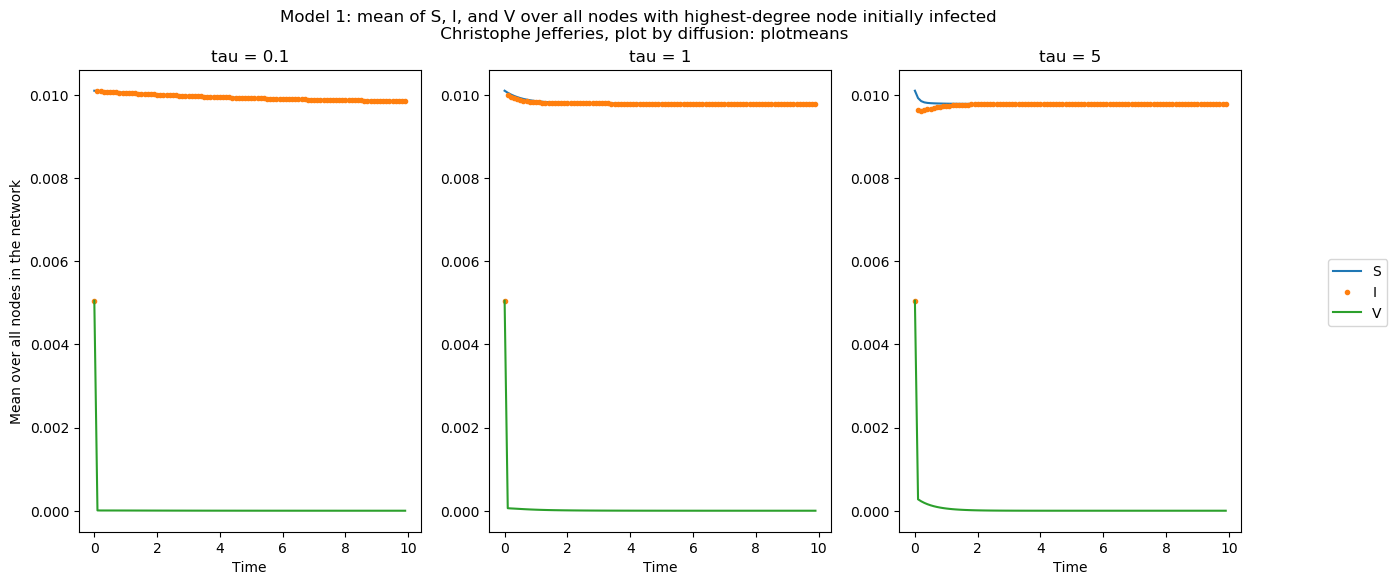 Model 1: mean of S, I, and V over all nodes with highest-degree node initially infected
Christophe Jefferies, plot by diffusion: plotmeans
tau = 0.1
tau = 1
tau = 5
Mean over all nodes in the network
0.010
0.008
0.006
0.004
0.002
0.000
0 2 4 6 8 10
Time
0.010
0.008
0.006
0.004
0.002
0.000
0 2 4 6 8 10
Time
0.010
0.008
0.006
0.004
0.002
0.000
0 2 4 6 8 10
Time
S
I
V